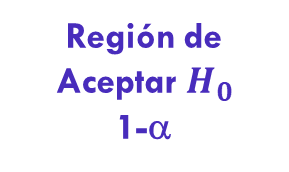 Región de
Aceptar H₀
1-α